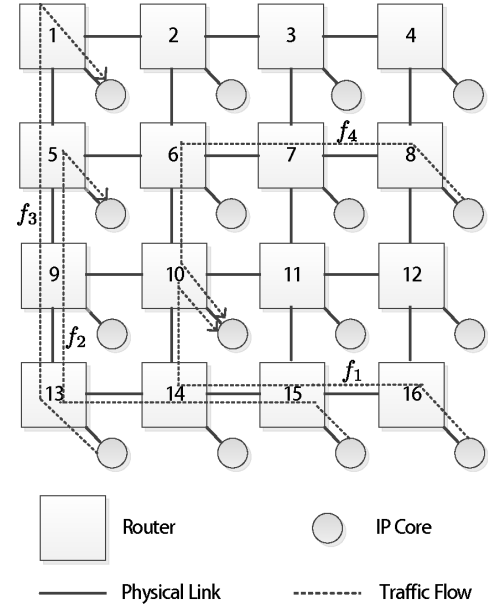 1 2 3 4
f4
5 6 7 8
f3
9 10 11 12
f2
f1
13 14 15 16
Router IP Core
Physical Link Traffic Flow